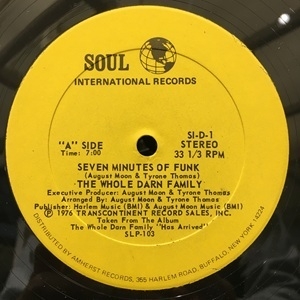 SOUL
INTERNATIONAL RECORDS
"A" SIDE
Time: 7:00
SI-D-1
STEREO
33 1/3 RPM
SEVEN MINUTES OF FUNK
(August Moon & Tyrone Thomas)
THE WHOLE DARN FAMILY
Executive Producer: August Moon & Tyrone Thomas
Arranged By: August Moon & Tyrone Thomas
Publisher: Harlem Music (BMI) & August Moon Music (BMI)
℗ 1976 TRANSCONTINENT RECORD SALES, INC.
Taken From the Album
The Whole Darn Family "Has Arrived"
SLP-103
DISTRIBUTED BY AMHERST RECORDS, 355 HARLEM ROAD, BUFFALO, NEW YORK 14224